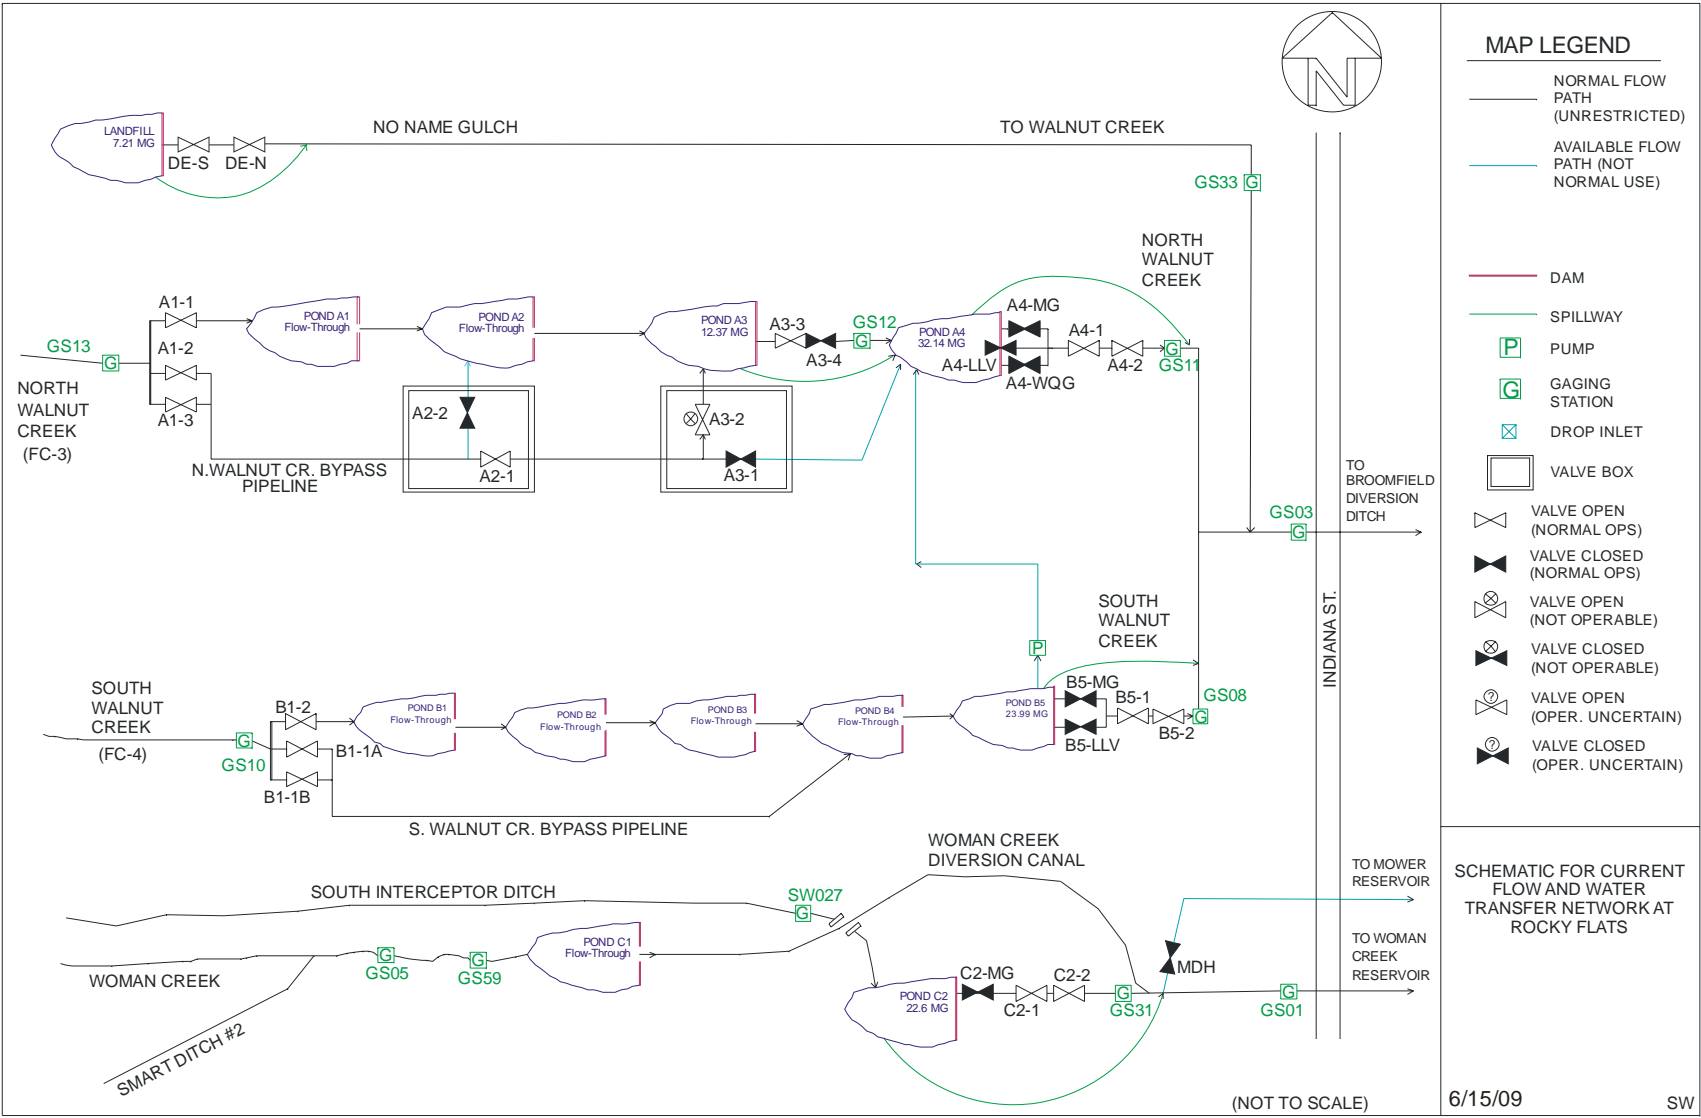 LANDFILL
7.21 MG
DE-S
DE-N
NO NAME GULCH
TO WALNUT CREEK
GS33
G
N
NORTH
WALNUT
CREEK
GS13
G
NORTH
WALNUT
CREEK
(FC-3)
A1-1
A1-2
A1-3
POND A1
Flow-Through
POND A2
Flow-Through
POND A3
12.37 MG
A3-3
A3-4
GS12
G
POND A4
32.14 MG
A4-MG
A4-LLV
A4-WQG
A4-1
A4-2
G
GS11
A2-2
A2-1
A3-2
A3-1
N.WALNUT CR. BYPASS
PIPELINE
TO
BROOMFIELD
DIVERSION
DITCH
GS03
G
INDIANA ST.
SOUTH
WALNUT
CREEK
P
SOUTH
WALNUT
CREEK
(FC-4)
G
GS10
B1-2
B1-1A
B1-1B
POND B1
Flow-Through
POND B2
Flow-Through
POND B3
Flow-Through
POND B4
Flow-Through
POND B5
23.99 MG
B5-MG
B5-LLV
B5-1
B5-2
GS08
G
S. WALNUT CR. BYPASS PIPELINE
WOMAN CREEK
DIVERSION CANAL
SOUTH INTERCEPTOR DITCH
SW027
G
WOMAN CREEK
G
GS05
G
GS59
POND C1
Flow-Through
SMART DITCH #2
POND C2
22.6 MG
C2-MG
C2-1
C2-2
G
GS31
MDH
G
GS01
TO MOWER
RESERVOIR
TO WOMAN
CREEK
RESERVOIR
(NOT TO SCALE)
MAP LEGEND
NORMAL FLOW
PATH
(UNRESTRICTED)
AVAILABLE FLOW
PATH (NOT
NORMAL USE)
DAM
SPILLWAY
P
PUMP
G
GAGING
STATION
DROP INLET
VALVE BOX
VALVE OPEN
(NORMAL OPS)
VALVE CLOSED
(NORMAL OPS)
VALVE OPEN
(NOT OPERABLE)
VALVE CLOSED
(NOT OPERABLE)
?
VALVE OPEN
(OPER. UNCERTAIN)
?
VALVE CLOSED
(OPER. UNCERTAIN)
SCHEMATIC FOR CURRENT
FLOW AND WATER
TRANSFER NETWORK AT
ROCKY FLATS
6/15/09
SW